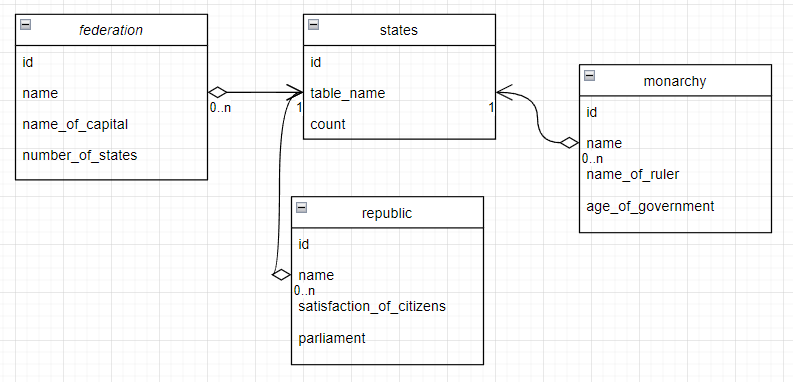 federation
id
name
0..n
name_of_capital
number_of_states
states
id
table_name
1
1
count
monarchy
id
name
0..n
name_of_ruler
age_of_government
republic
id
name
0..n
satisfaction_of_citizens
parliament